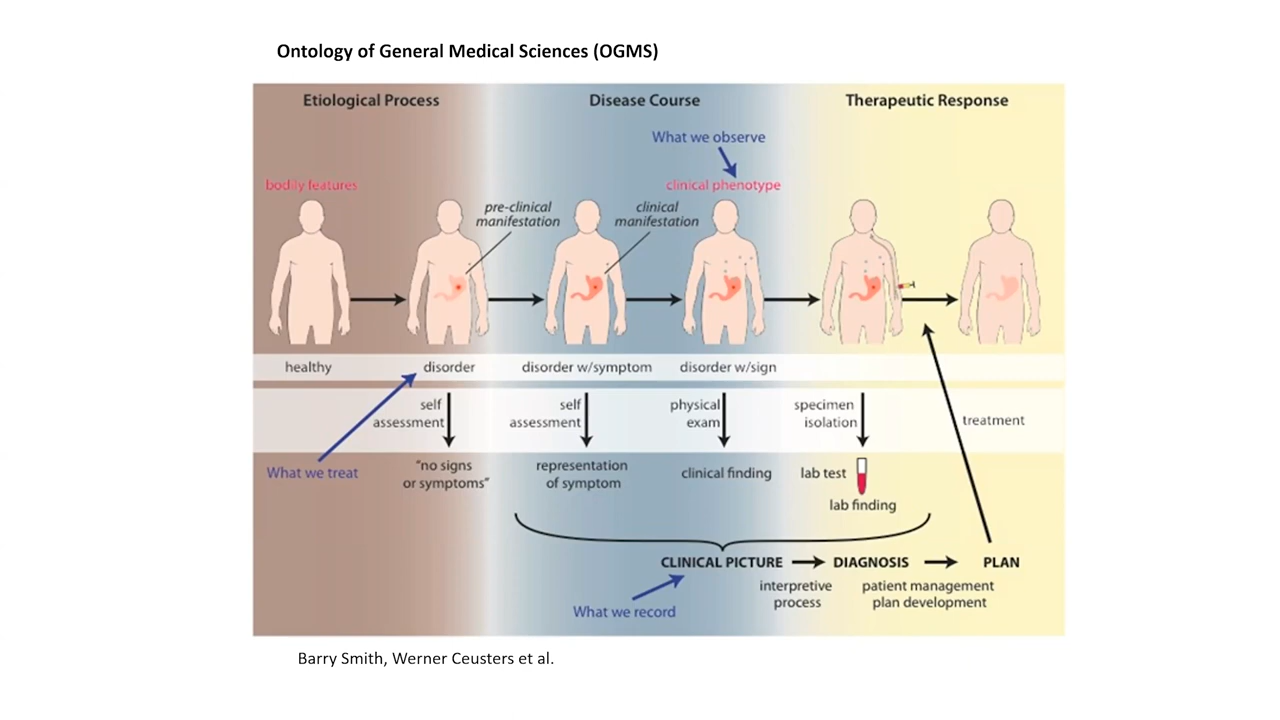 Ontology of General Medical Sciences (OGMS)
Etiological Process
Disease Course
Therapeutic Response
What we observe
bodily features
clinical phenotype
pre-clinical
manifestation
clinical
manifestation
healthy
disorder
disorder w/symptom
disorder w/sign
self
assessment
self
assessment
physical
exam
specimen
isolation
treatment
What we treat
"no signs
or symptoms"
representation
of symptom
clinical finding
lab test
lab finding
CLINICAL PICTURE
DIAGNOSIS
PLAN
interpretive
process
patient management
plan development
What we record
Barry Smith, Werner Ceusters et al.